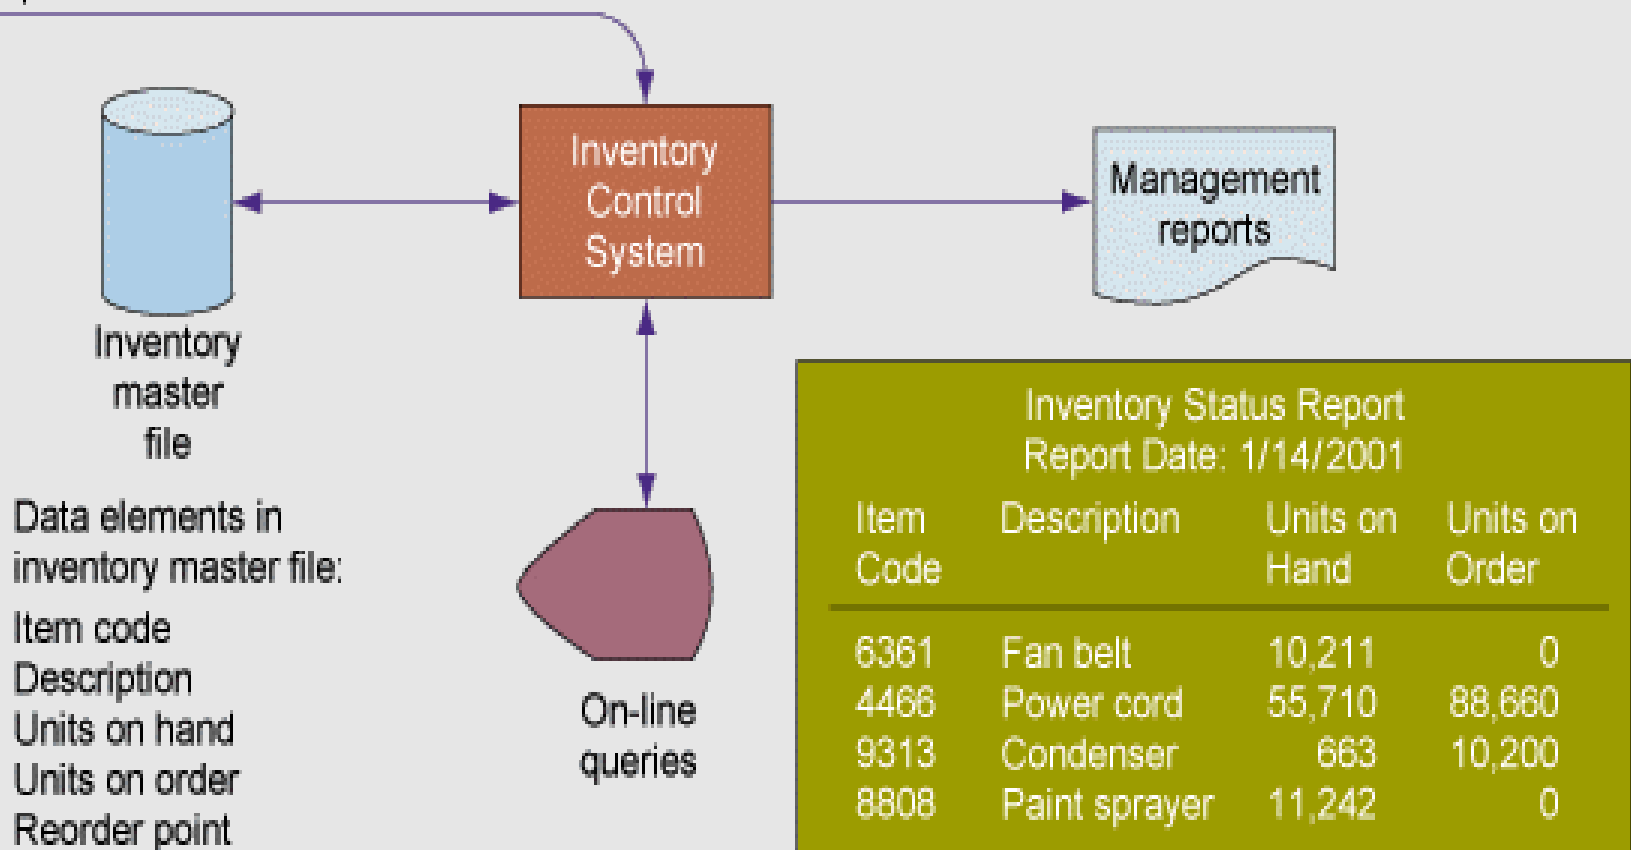 Inventory
Control
System
Management
reports
Inventory
master
file
Data elements in
inventory master file:
Item code
Description
Units on hand
Units on order
Reorder point
On-line
queries
Inventory Status Report
Report Date: 1/14/2001
Item Code Description Units on Hand Units on Order
6361 Fan belt 10,211 0
4466 Power cord 55,710 88,660
9313 Condenser 663 10,200
8808 Paint sprayer 11,242 0